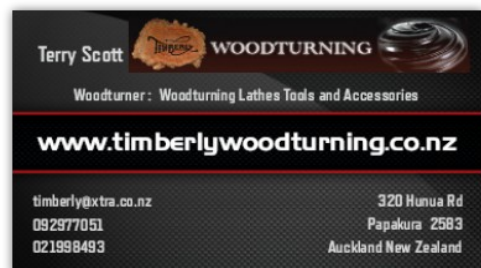 Terry Scott TIMBERLY WOODTURNING
Woodturner : Woodturning Lathes Tools and Accessories
www.timberlywoodturning.co.nz
timberly@xtra.co.nz
092977051
021998493
320 Hunua Rd
Papakura 2583
Auckland New Zealand